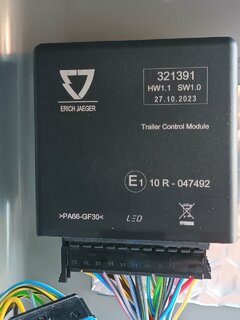 321391
HW1.1 SW1.0
27.10.2023
ERICH JAEGER
Trailer Control Module
E1 10 R - 047492
>PA66-GF30<
LED